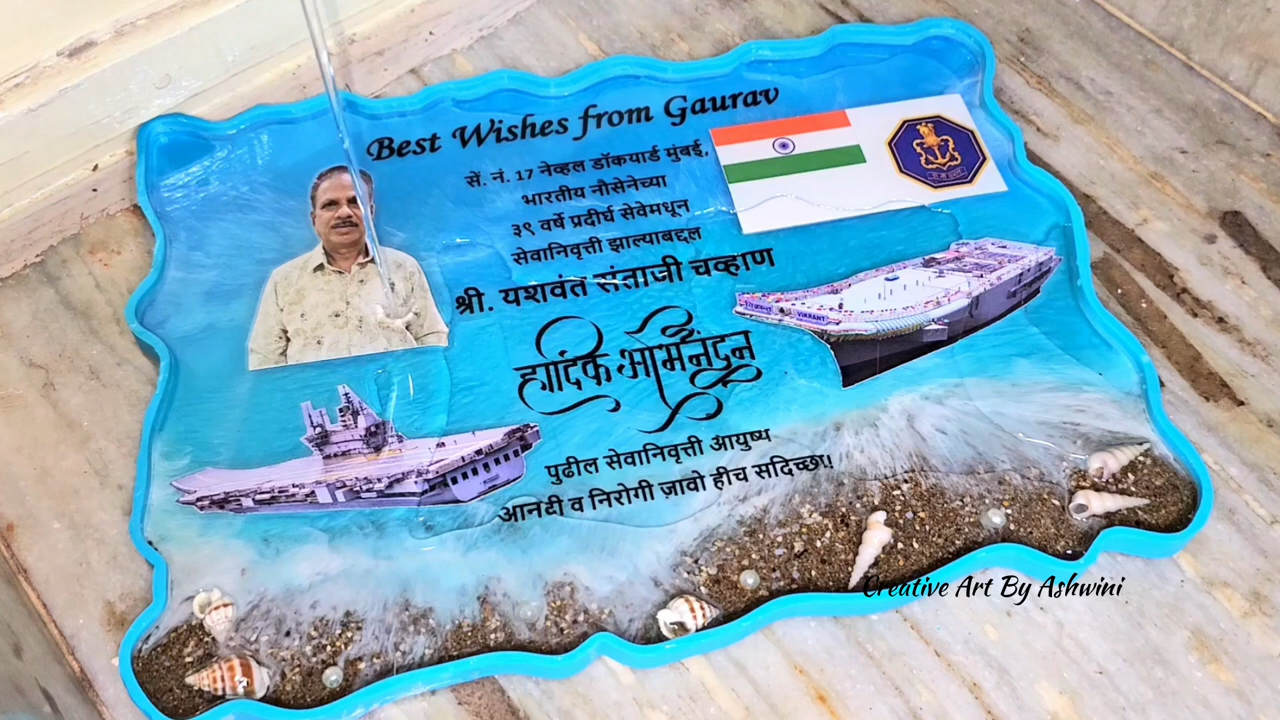 Best Wishes from Gaurav
सें. नं. 17 नेव्हल डॉकयार्ड मुंबई,
भारतीय नौसेनेच्या
३९ वर्षे प्रदीर्घ सेवेमधून
सेवानिवृत्ती झाल्याबद्दल
श्री. यशवंत संताजी चव्हाण
हार्दिक अभिनंदन
पुढील सेवानिवृत्ती आयुष्य
आनंदी व निरोगी जावो हीच सदिच्छा!
VIKRANT
Creative Art By Ashwini